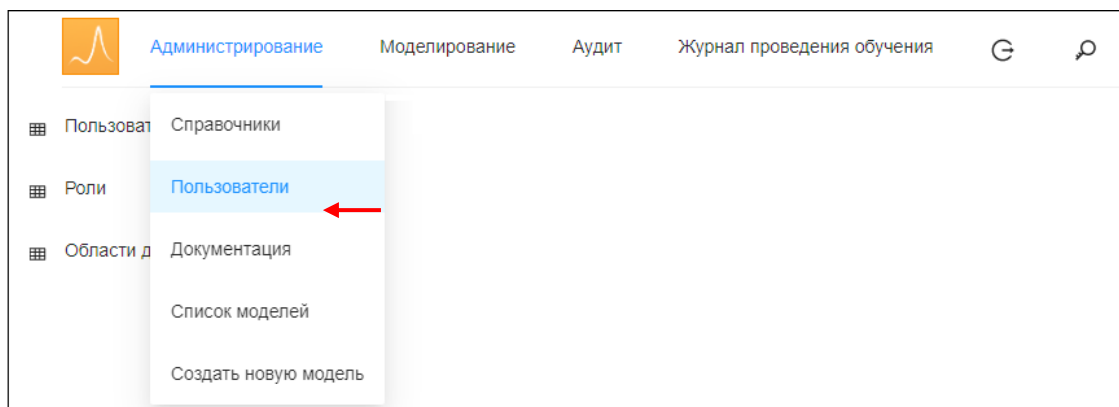 Администрирование Моделирование Аудит Журнал проведения обучения
Пользоват Справочники
Роли Пользователи
Области д Документация
Список моделей
Создать новую модель